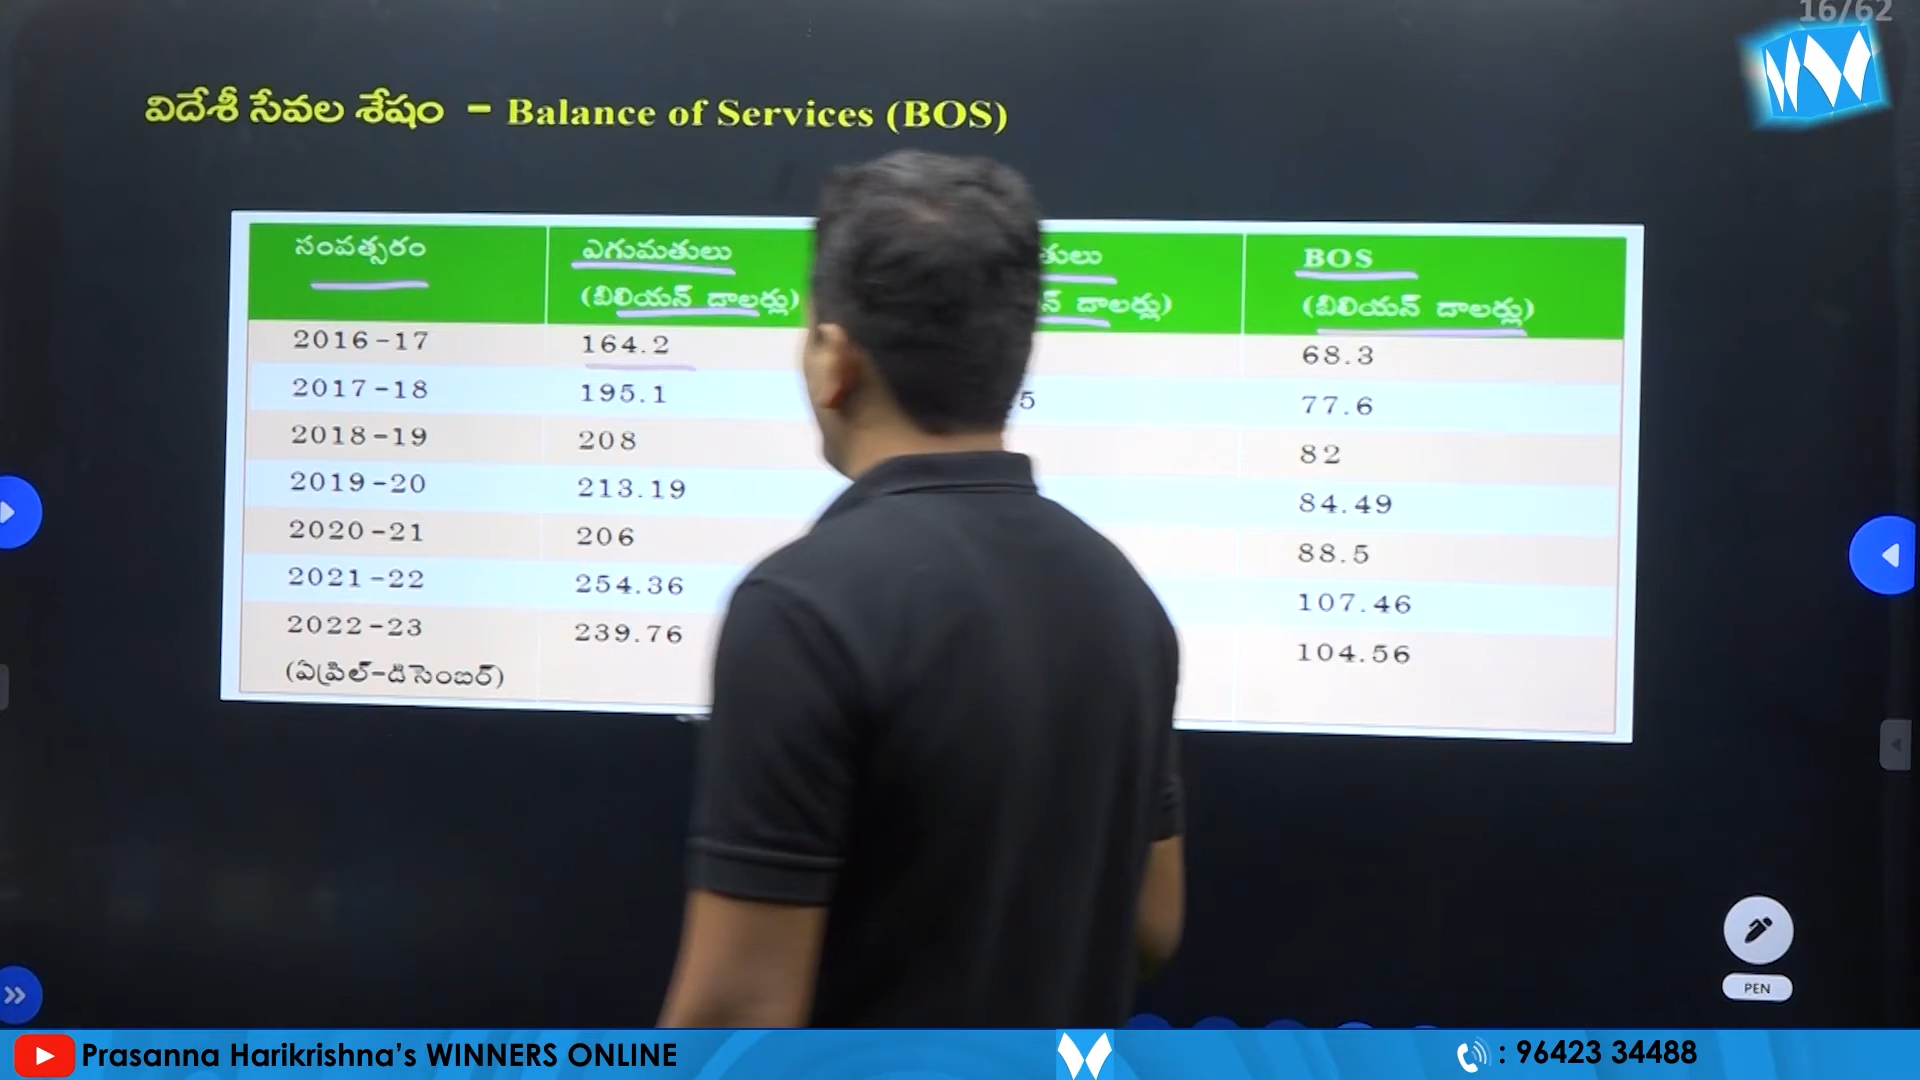 16/62
విదేశీ సేవల శేషం – Balance of Services (BOS)
సంవత్సరం ఎగుమతులు తులు BOS
(బిలియన్ డాలర్లు) న్ డాలర్లు) (బిలియన్ డాలర్లు)
2016-17 164.2 68.3
2017-18 195.1 5 77.6
2018-19 208 82
2019-20 213.19 84.49
2020-21 206 88.5
2021-22 254.36 107.46
2022-23 239.76 104.56
(ఏప్రిల్-డిసెంబర్)
PEN
Prasanna Harikrishna’s WINNERS ONLINE
: 96423 34488